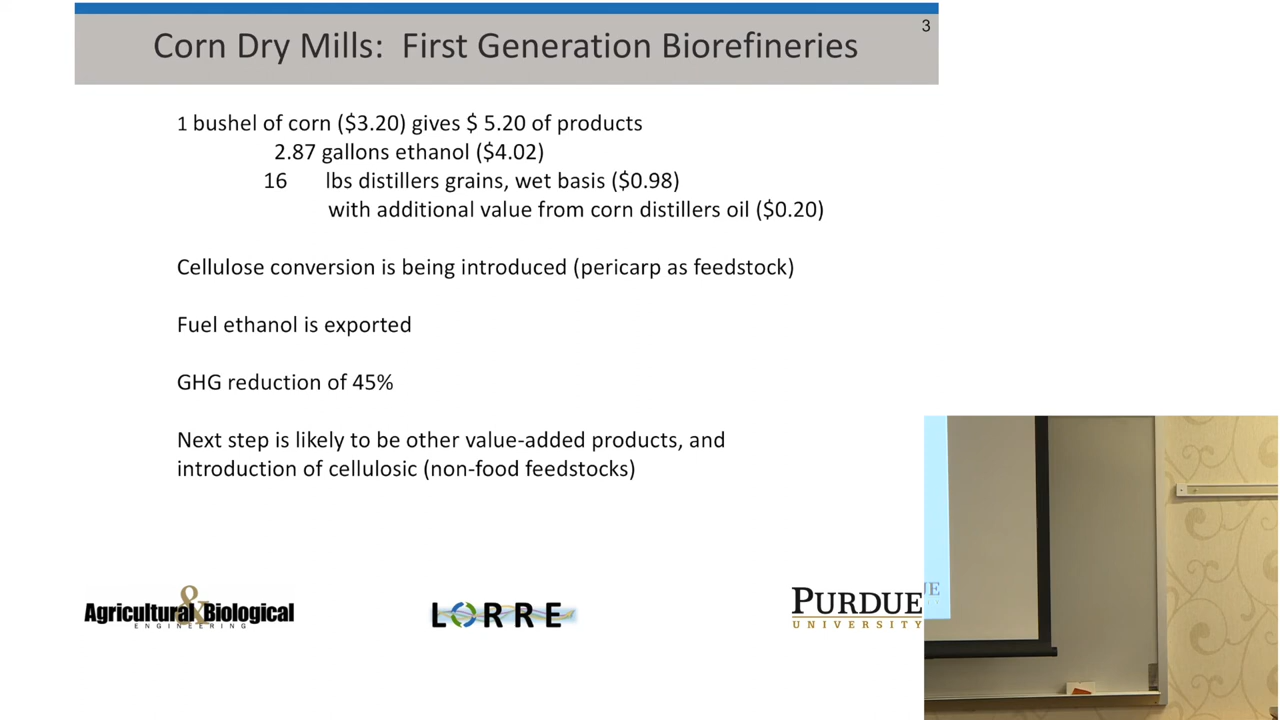 3
Corn Dry Mills: First Generation Biorefineries
1 bushel of corn ($3.20) gives $ 5.20 of products
2.87 gallons ethanol ($4.02)
16 lbs distillers grains, wet basis ($0.98)
with additional value from corn distillers oil ($0.20)
Cellulose conversion is being introduced (pericarp as feedstock)
Fuel ethanol is exported
GHG reduction of 45%
Next step is likely to be other value-added products, and
introduction of cellulosic (non-food feedstocks)
Agricultural & Biological
ENGINEERING
LORRE
PURDUE
UNIVERSITY
UE